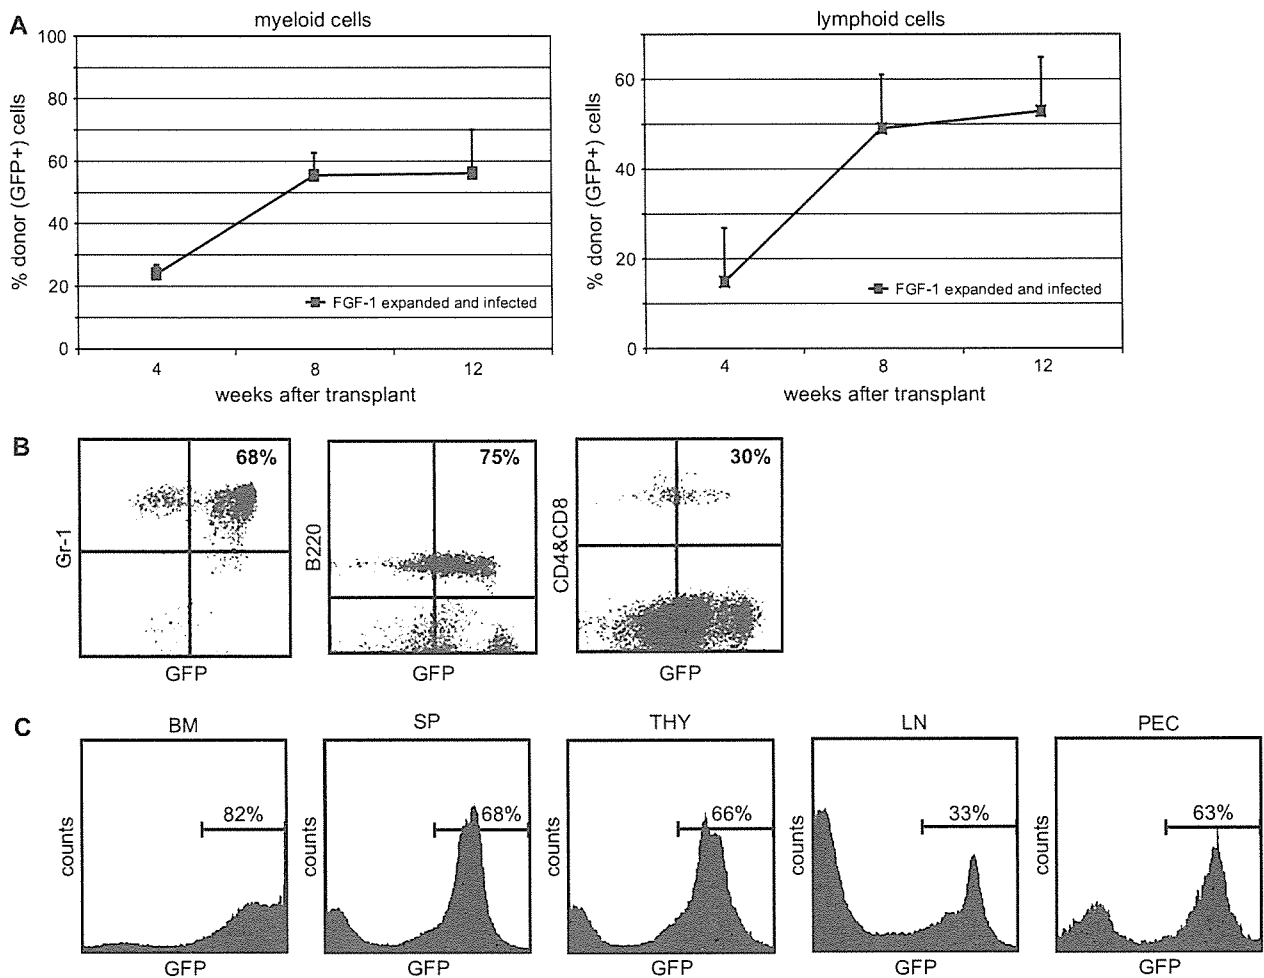 A
myeloid cells
lymphoid cells
% donor (GFP+) cells
100
80
60
40
20
0
FGF-1 expanded and infected
4 8 12
weeks after transplant
% donor (GFP+) cells
60
40
20
0
FGF-1 expanded and infected
4 8 12
weeks after transplant
B
Gr-1
68%
GFP
B220
75%
GFP
CD4&CD8
30%
GFP
C
BM
counts
82%
GFP
SP
counts
68%
GFP
THY
counts
66%
GFP
LN
counts
33%
GFP
PEC
counts
63%
GFP